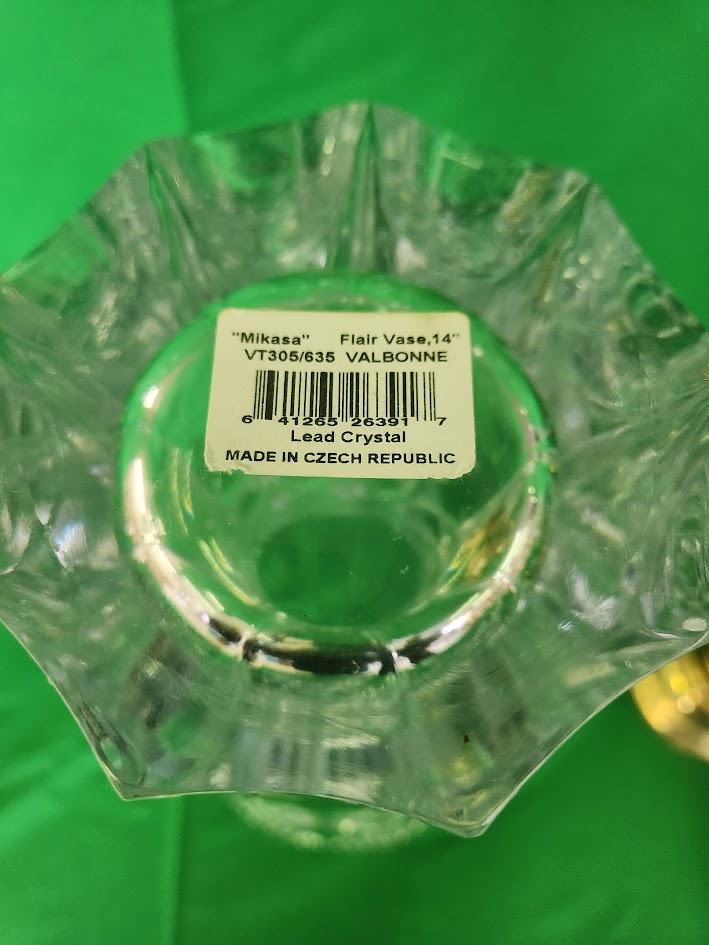 "Mikasa" Flair Vase,14"
VT305/635 VALBONNE
6 41265 26391 7
Lead Crystal
MADE IN CZECH REPUBLIC